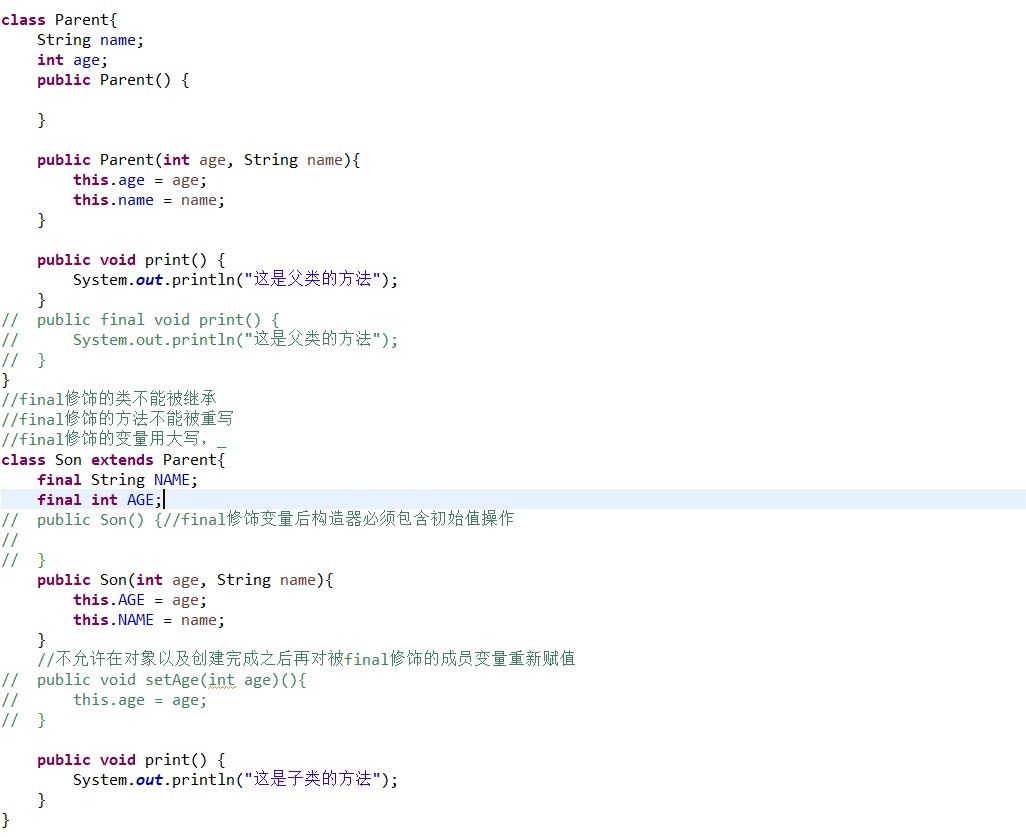 class Parent{
    String name;
    int age;
    public Parent() {

    }

    public Parent(int age, String name){
        this.age = age;
        this.name = name;
    }

    public void print() {
        System.out.println("这是父类的方法");
    }
//  public final void print() {
//      System.out.println("这是父类的方法");
//  }
}
//final修饰的类不能被继承
//final修饰的方法不能被重写
//final修饰的变量用大写，_
class Son extends Parent{
    final String NAME;
    final int AGE;
//  public Son() {//final修饰变量后构造器必须包含初始值操作
//
//  }
    public Son(int age, String name){
        this.AGE = age;
        this.NAME = name;
    }
    //不允许在对象以及创建完成之后再对被final修饰的成员变量重新赋值
//  public void setAge(int age)(){
//      this.age = age;
//  }

    public void print() {
        System.out.println("这是子类的方法");
    }
}